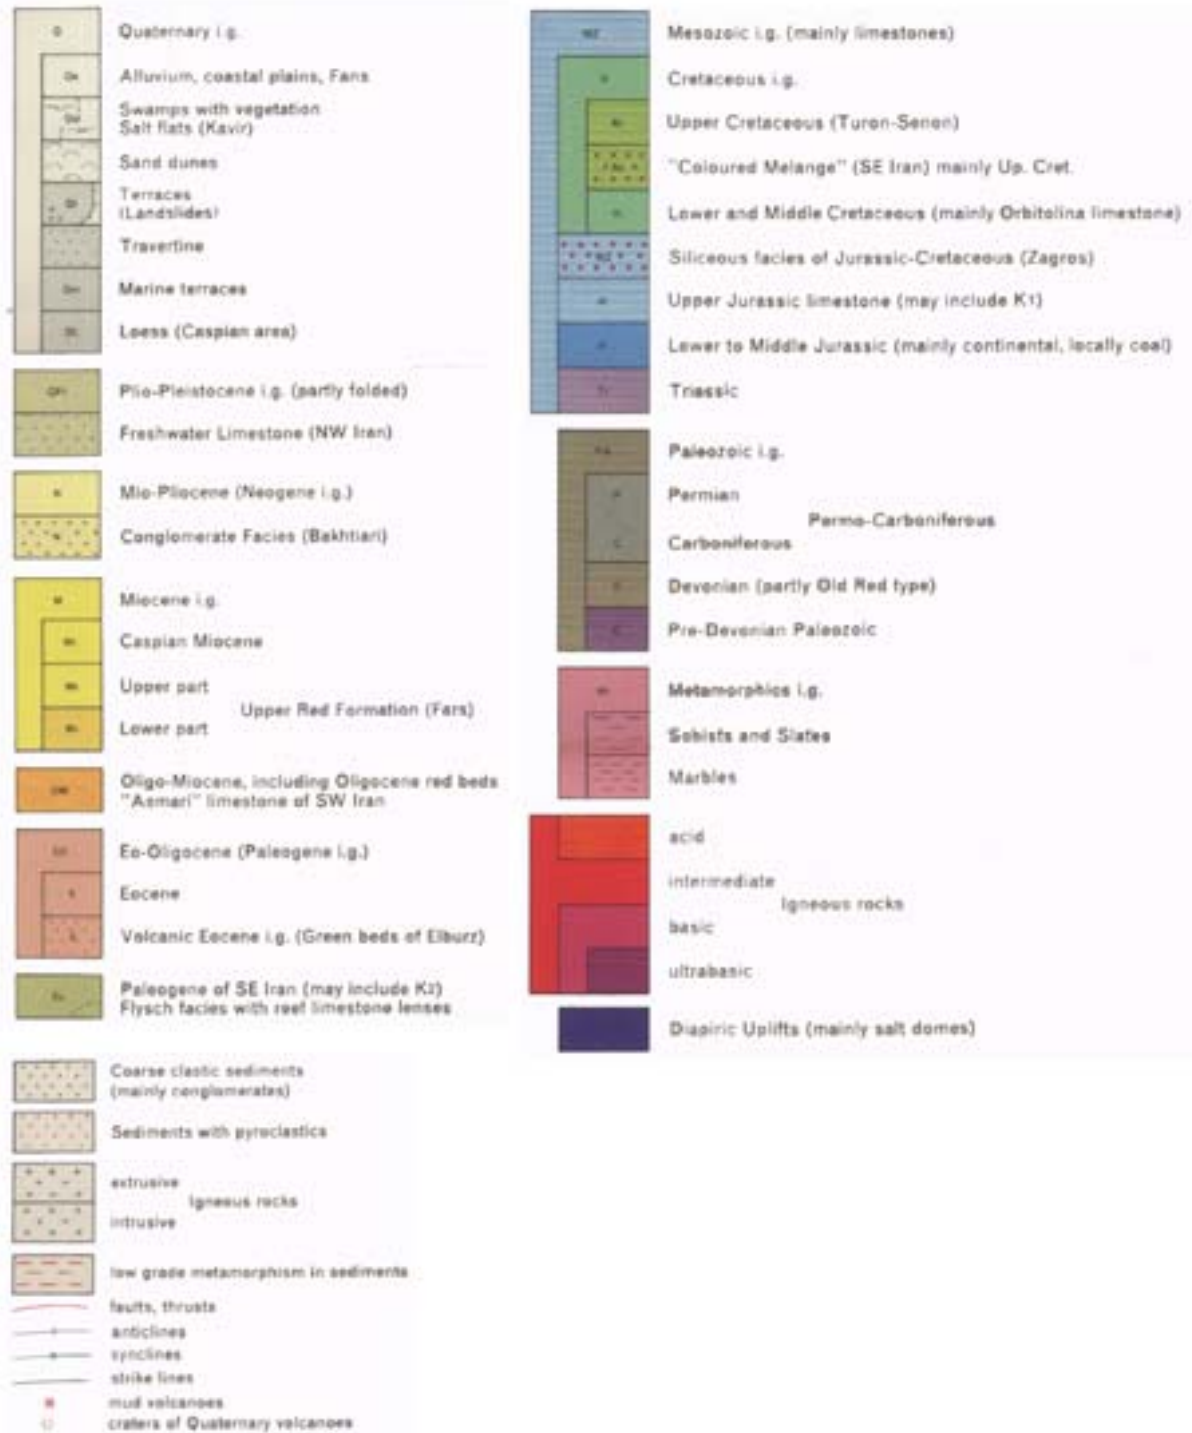 Q
Quaternary i.g.
Alluvium, coastal plains, Fans
Swamps with vegetation
Salt flats (Kavir)
Sand dunes
Terraces
(Landslides)
Travertine
Marine terraces
Loess (Caspian area)
Plio-Pleistocene i.g. (partly folded)
Freshwater Limestone (NW Iran)
Mio-Pliocene (Neogene i.g.)
Conglomerate Facies (Bakhtiari)
M
Miocene i.g.
Caspian Miocene
Upper part
Upper Red Formation (Fars)
Lower part
OM
Oligo-Miocene, including Oligocene red beds
"Asmari" limestone of SW Iran
Eo-Oligocene (Paleogene i.g.)
Eocene
Volcanic Eocene i.g. (Green beds of Elburz)
Paleogene of SE Iran (may include K2)
Flysch facies with reef limestone lenses
Coarse clastic sediments
(mainly conglomerates)
Sediments with pyroclastics
extrusive
Igneous rocks
intrusive
low grade metamorphism in sediments
faults, thrusts
anticlines
synclines
strike lines
mud volcanoes
craters of Quaternary volcanoes
MZ
Mesozoic i.g. (mainly limestones)
Cretaceous i.g.
Upper Cretaceous (Turon-Senon)
"Coloured Melange" (SE Iran) mainly Up. Cret.
Lower and Middle Cretaceous (mainly Orbitolina limestone)
MZ
Siliceous facies of Jurassic-Cretaceous (Zagros)
Upper Jurassic limestone (may include K1)
Lower to Middle Jurassic (mainly continental, locally coal)
Tr
Triassic
Paleozoic i.g.
Permian
Permo-Carboniferous
C
Carboniferous
Devonian (partly Old Red type)
Pre-Devonian Paleozoic
Metamorphics i.g.
Schists and Slates
Marbles
acid
intermediate
Igneous rocks
basic
ultrabasic
Diapiric Uplifts (mainly salt domes)